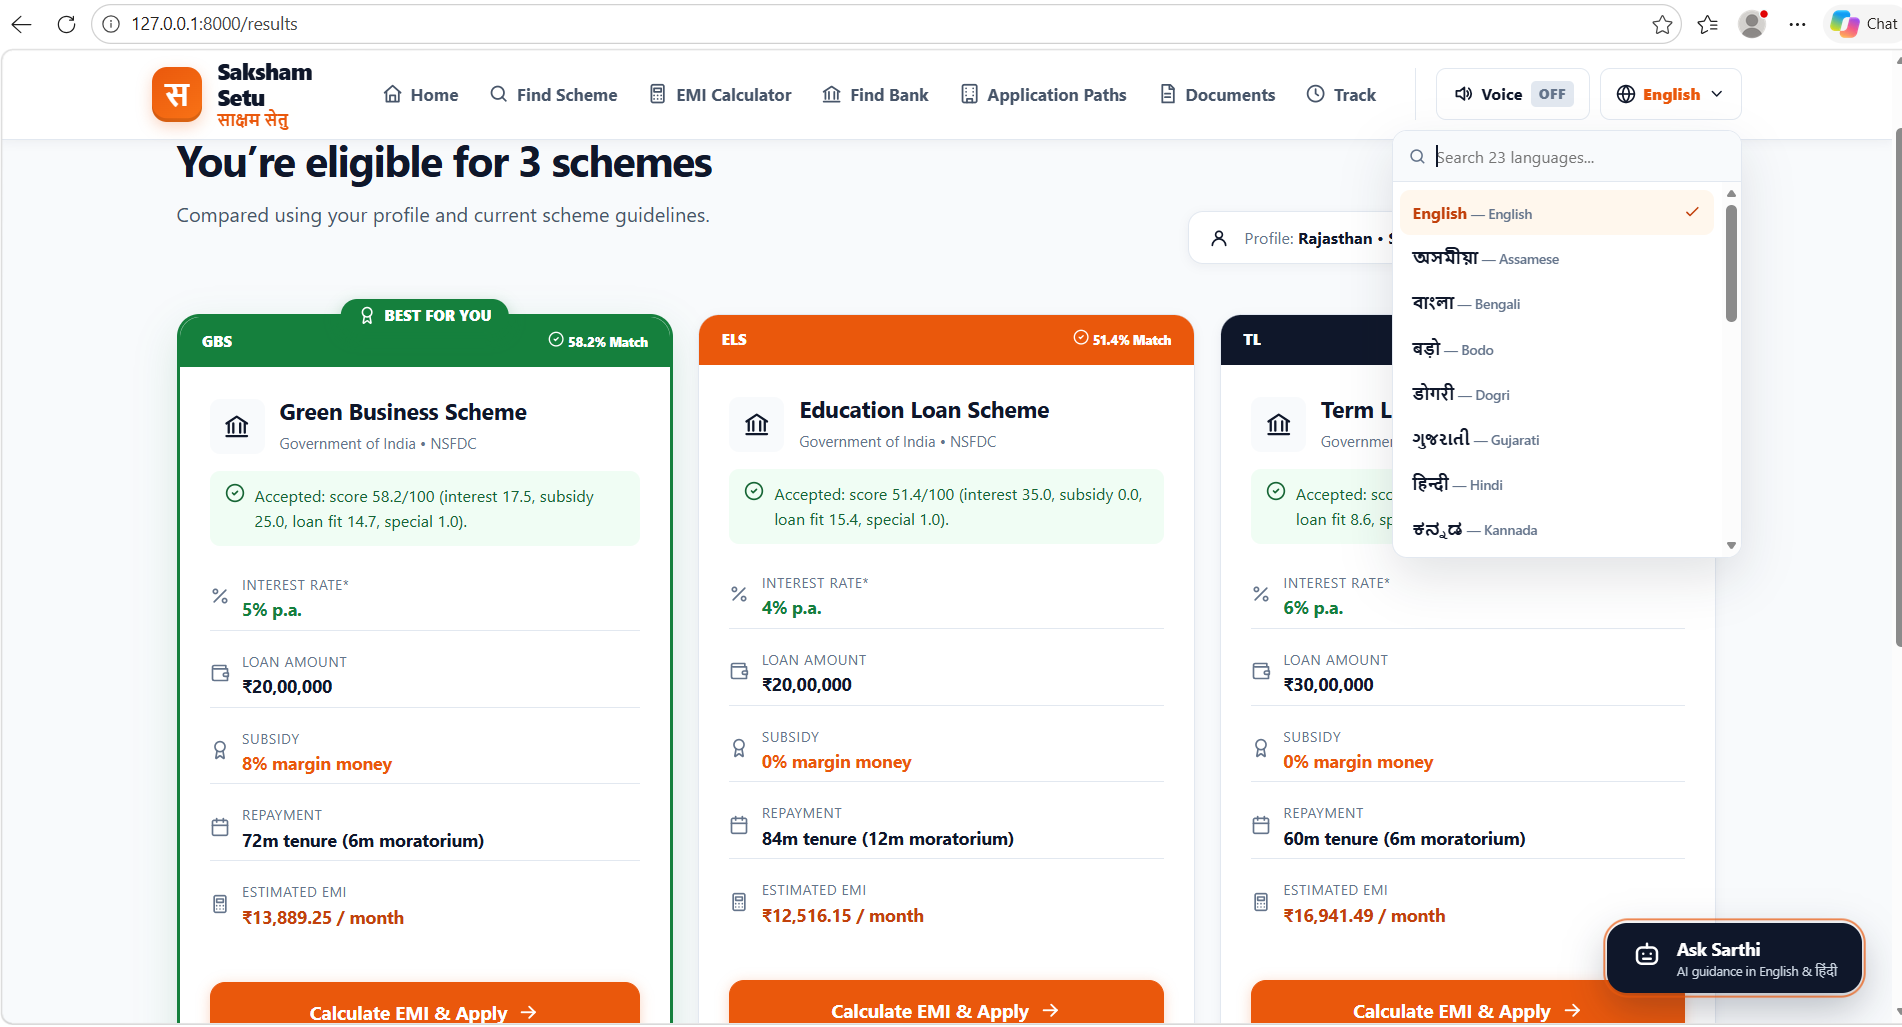 127.0.0.1:8000/results
Chat
स
Saksham
Setu
साक्षम सेतु
Home
Find Scheme
EMI Calculator
Find Bank
Application Paths
Documents
Track
Voice OFF
English
Search 23 languages...
English — English
অসমীয়া — Assamese
বাংলা — Bengali
बड़ो — Bodo
डोगरी — Dogri
ગુજરાતી — Gujarati
हिन्दी — Hindi
ಕನ್ನಡ — Kannada
You’re eligible for 3 schemes
Compared using your profile and current scheme guidelines.
Profile: Rajasthan •
BEST FOR YOU
GBS
58.2% Match
Green Business Scheme
Government of India • NSFDC
Accepted: score 58.2/100 (interest 17.5, subsidy
25.0, loan fit 14.7, special 1.0).
INTEREST RATE*
5% p.a.
LOAN AMOUNT
₹20,00,000
SUBSIDY
8% margin money
REPAYMENT
72m tenure (6m moratorium)
ESTIMATED EMI
₹13,889.25 / month
Calculate EMI & Apply →
ELS
51.4% Match
Education Loan Scheme
Government of India • NSFDC
Accepted: score 51.4/100 (interest 35.0, subsidy 0.0,
loan fit 15.4, special 1.0).
INTEREST RATE*
4% p.a.
LOAN AMOUNT
₹20,00,000
SUBSIDY
0% margin money
REPAYMENT
84m tenure (12m moratorium)
ESTIMATED EMI
₹12,516.15 / month
Calculate EMI & Apply →
TL
Term L
Governme
Accepted: sc
loan fit 8.6, sp
INTEREST RATE*
6% p.a.
LOAN AMOUNT
₹30,00,000
SUBSIDY
0% margin money
REPAYMENT
60m tenure (6m moratorium)
ESTIMATED EMI
₹16,941.49 / month
Calculate EMI & Apply →
Ask Sarthi
AI guidance in English & हिंदी